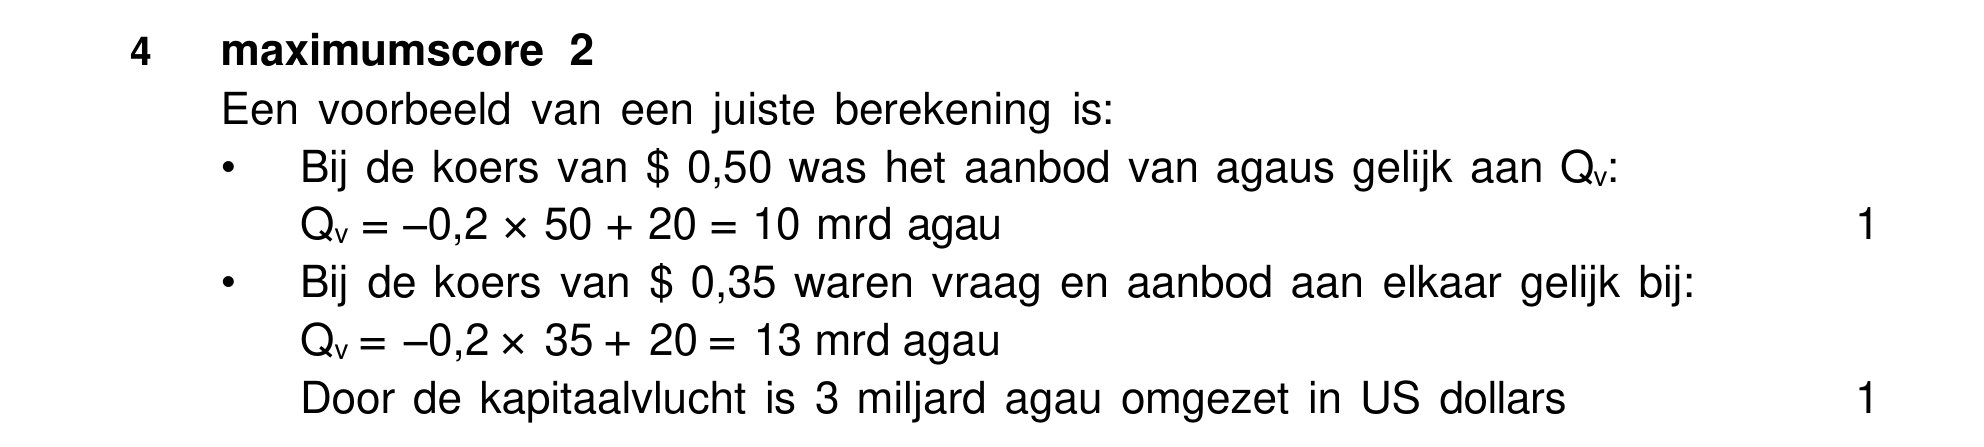 4 maximumscore 2
Een voorbeeld van een juiste berekening is:
• Bij de koers van $ 0,50 was het aanbod van agaus gelijk aan Qv:
Qv = –0,2 × 50 + 20 = 10 mrd agau 1
• Bij de koers van $ 0,35 waren vraag en aanbod aan elkaar gelijk bij:
Qv = –0,2 × 35 + 20 = 13 mrd agau
Door de kapitaalvlucht is 3 miljard agau omgezet in US dollars 1